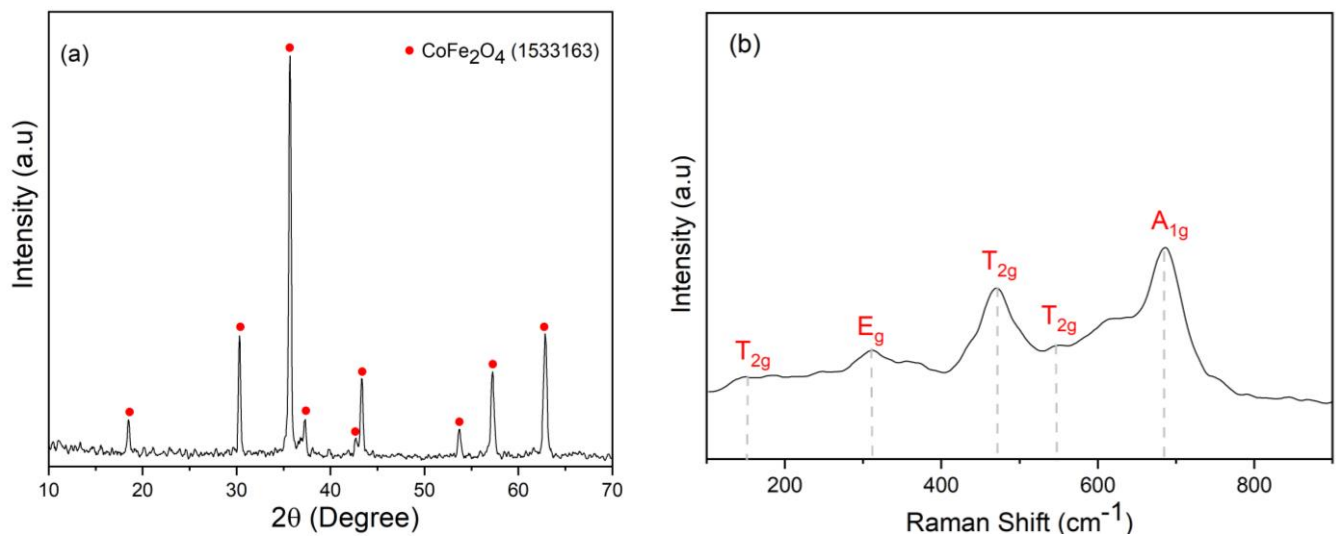 (a)
CoFe₂O₄ (1533163)
Intensity (a.u)
10 20 30 40 50 60 70
2θ (Degree)
(b)
A₁g
T₂g
T₂g
E_g
T₂g
Intensity (a.u)
200 400 600 800
Raman Shift (cm⁻¹)